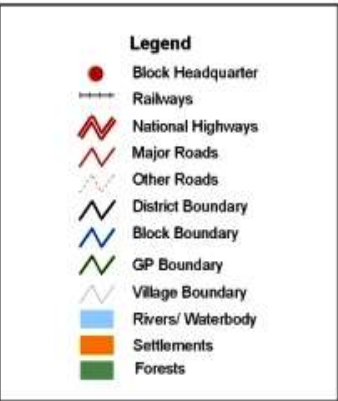 Legend
Block Headquarter
Railways
National Highways
Major Roads
Other Roads
District Boundary
Block Boundary
GP Boundary
Village Boundary
Rivers/ Waterbody
Settlements
Forests